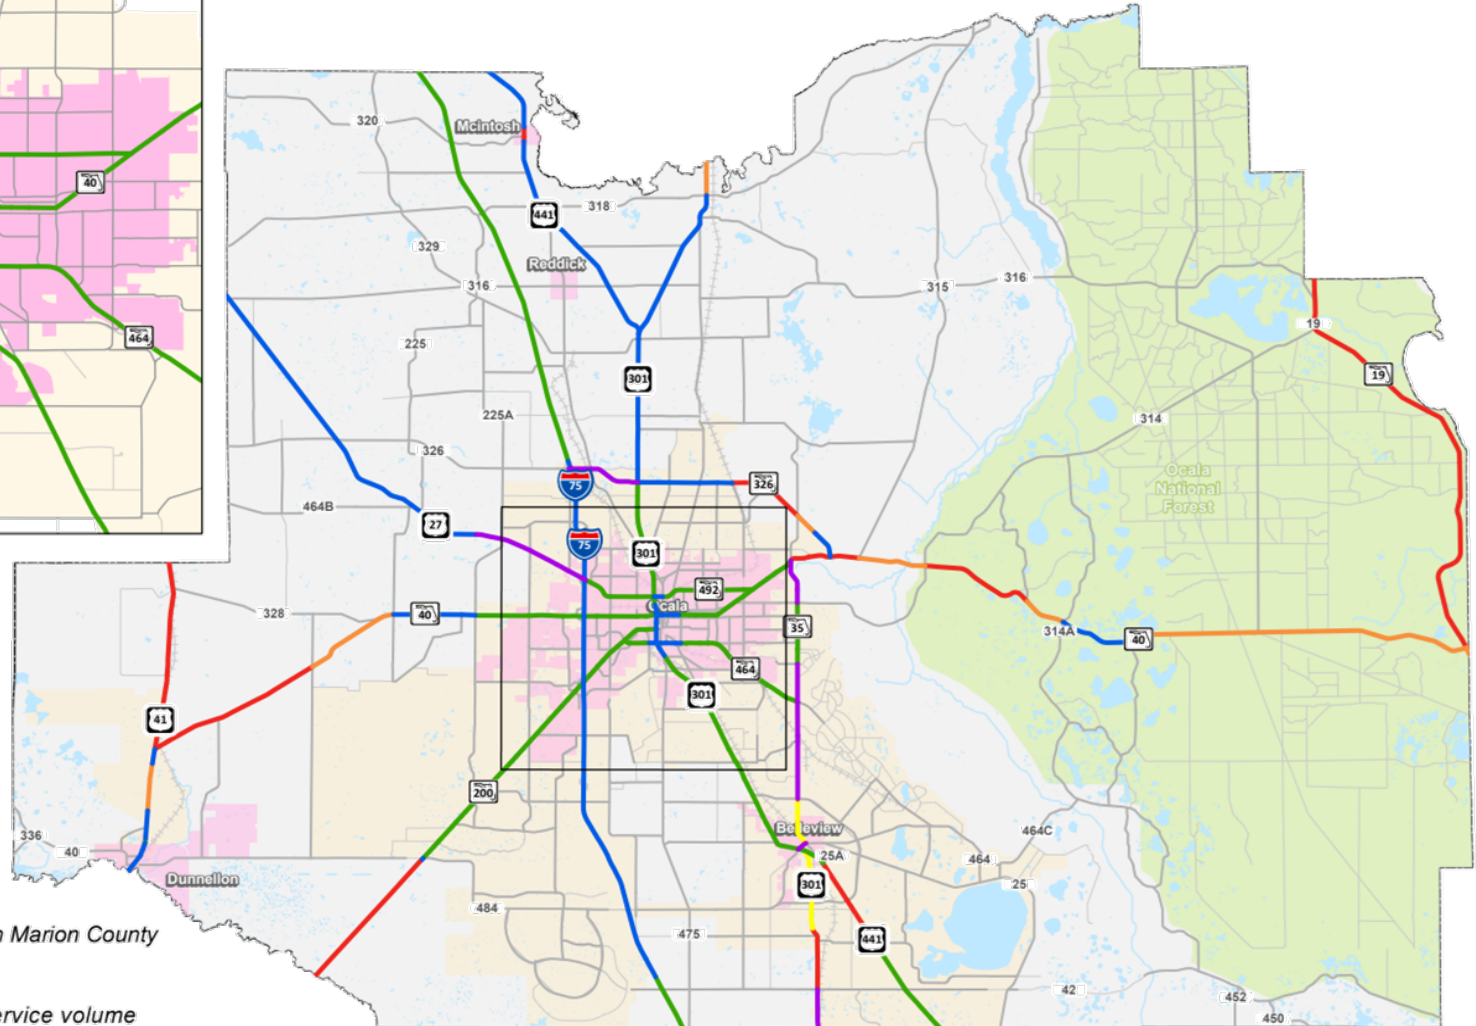 320
McIntosh
40
441
318
329
Reddick
316
315
316
19
464
225
301
19
225A
314
326
Ocala
National
Forest
75
326
464B
27
75
301
492
Ocala
328
40
35
314A
40
464
301
41
200
Belleview
336
40
464C
25A
464
Dunnellon
301
25
484
n Marion County
475
441
42
452
ervice volume
450